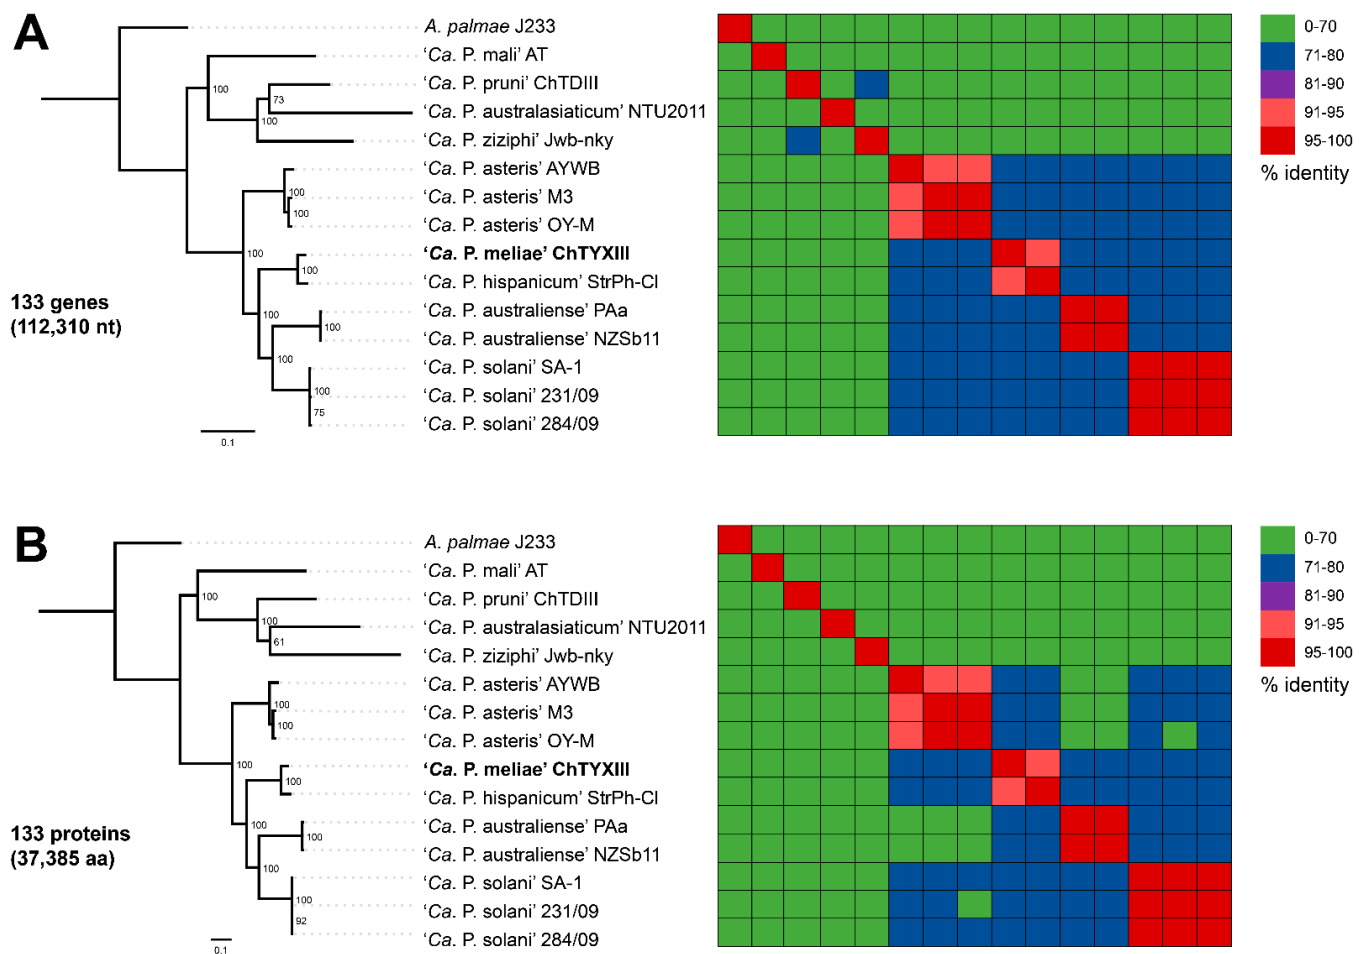 A
A. palmae J233
‘Ca. P. mali’ AT
‘Ca. P. pruni’ ChTDIII
‘Ca. P. australasiaticum’ NTU2011
‘Ca. P. ziziphi’ Jwb-nky
‘Ca. P. asteris’ AYWB
‘Ca. P. asteris’ M3
‘Ca. P. asteris’ OY-M
‘Ca. P. meliae’ ChTYXIII
‘Ca. P. hispanicum’ StrPh-Cl
‘Ca. P. australiense’ PAa
‘Ca. P. australiense’ NZSb11
‘Ca. P. solani’ SA-1
‘Ca. P. solani’ 231/09
‘Ca. P. solani’ 284/09
100
73
100
100
100
100
100
100
100
100
100
75
133 genes
(112,310 nt)
0.1
0-70
71-80
81-90
91-95
95-100
% identity
B
A. palmae J233
‘Ca. P. mali’ AT
‘Ca. P. pruni’ ChTDIII
‘Ca. P. australasiaticum’ NTU2011
‘Ca. P. ziziphi’ Jwb-nky
‘Ca. P. asteris’ AYWB
‘Ca. P. asteris’ M3
‘Ca. P. asteris’ OY-M
‘Ca. P. meliae’ ChTYXIII
‘Ca. P. hispanicum’ StrPh-Cl
‘Ca. P. australiense’ PAa
‘Ca. P. australiense’ NZSb11
‘Ca. P. solani’ SA-1
‘Ca. P. solani’ 231/09
‘Ca. P. solani’ 284/09
100
100
61
100
100
100
100
100
100
100
100
92
133 proteins
(37,385 aa)
0.1
0-70
71-80
81-90
91-95
95-100
% identity